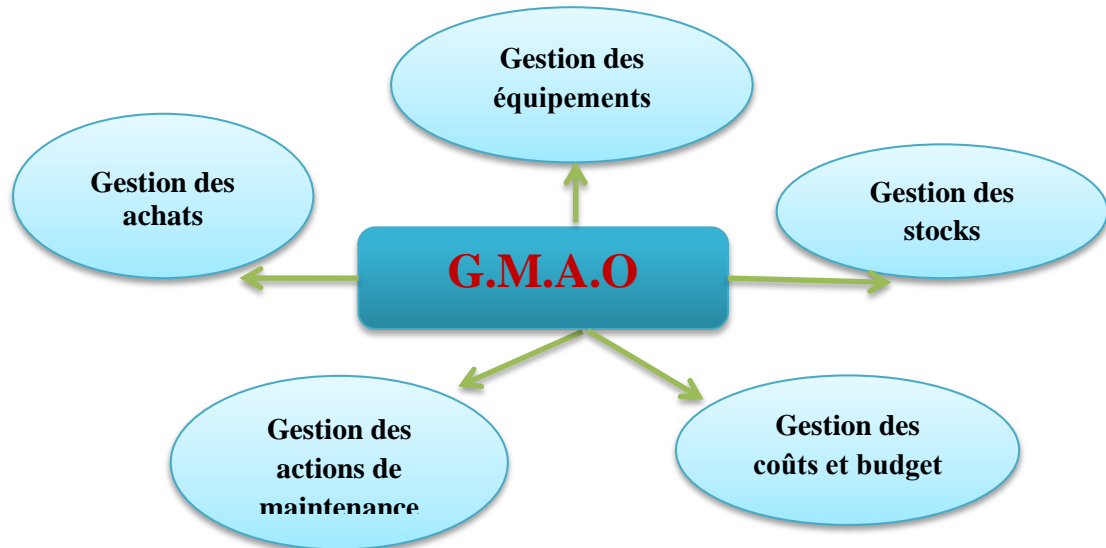 Gestion des
équipements
Gestion des
achats
Gestion des
stocks
G.M.A.O
Gestion des
actions de
maintenance
Gestion des
coûts et budget